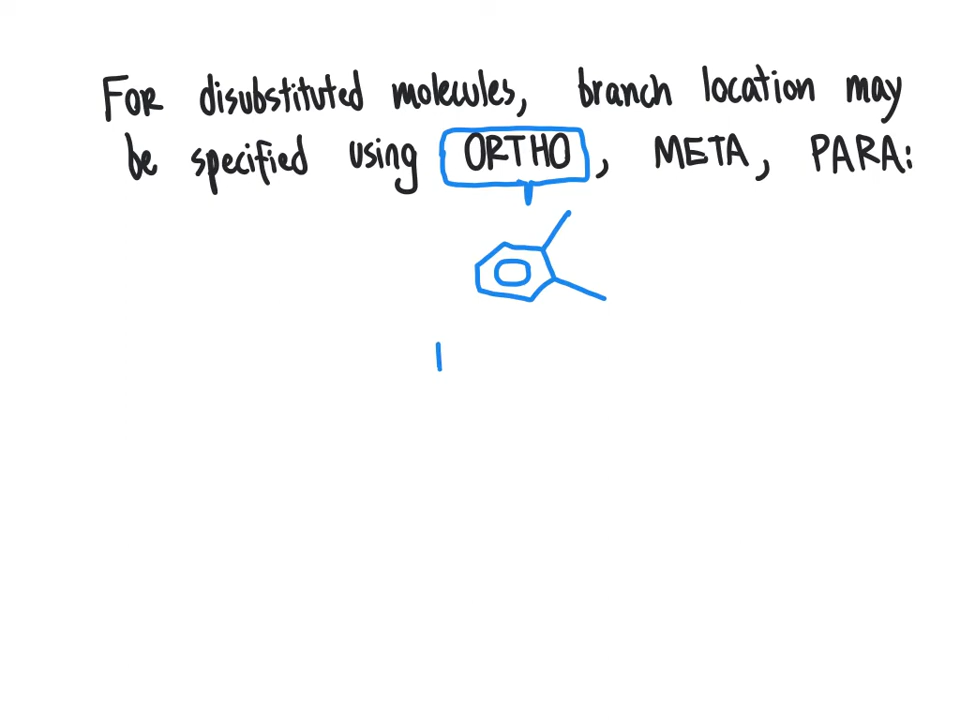 For disubstituted molecules, branch location may
be specified using ORTHO, META, PARA: